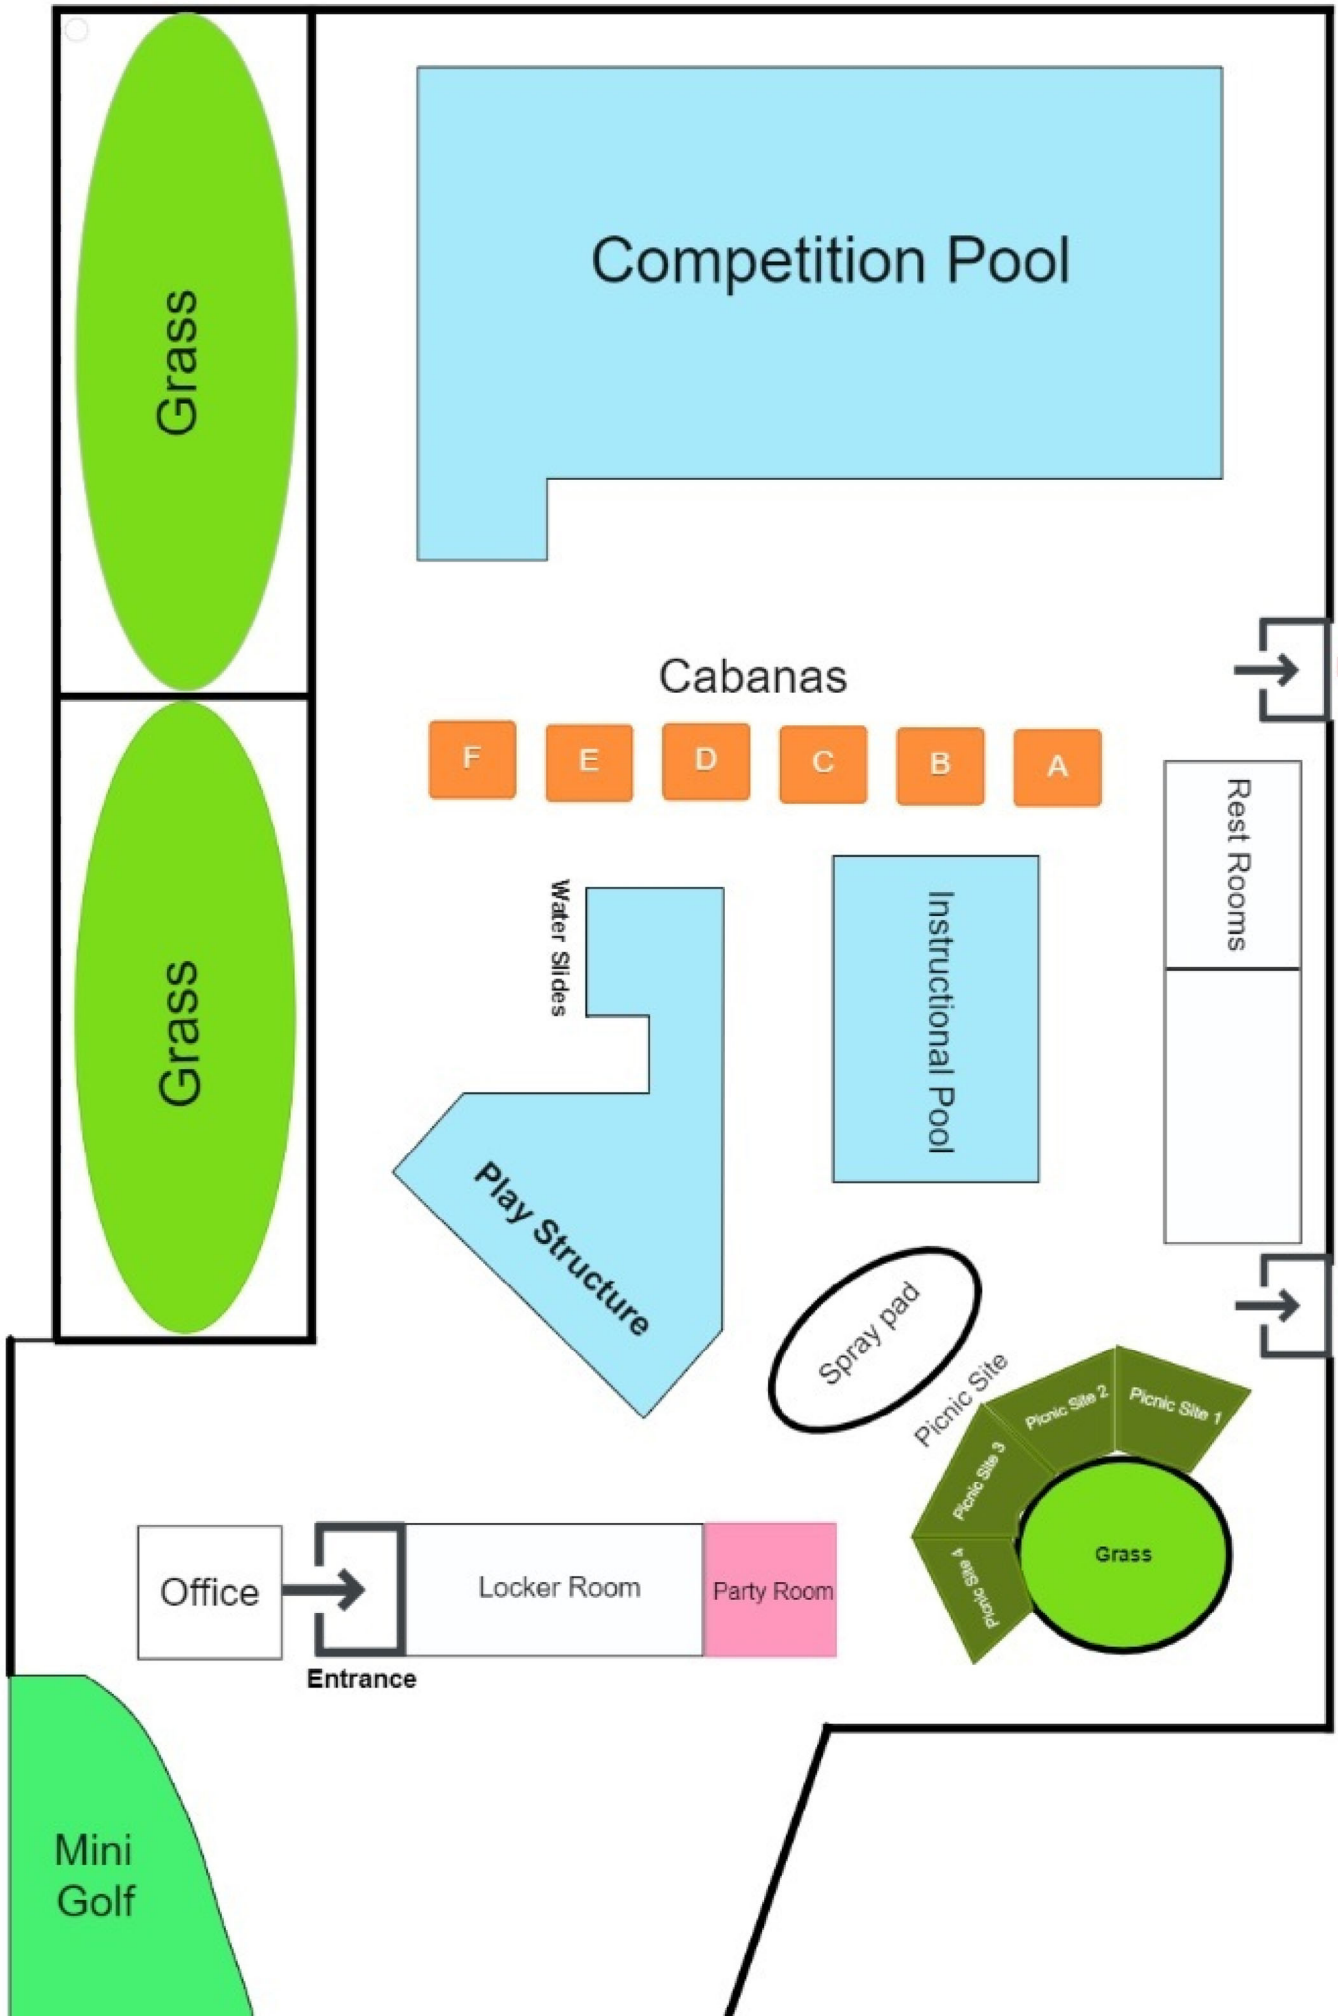 Grass
Competition Pool
Cabanas
F
E
D
C
B
A
Rest Rooms
Water Slides
Instructional Pool
Grass
Play Structure
Spray pad
Picnic Site
Picnic Site 2
Picnic Site 1
Picnic Site 3
Picnic Site 4
Grass
Office
Locker Room
Party Room
Entrance
Mini
Golf